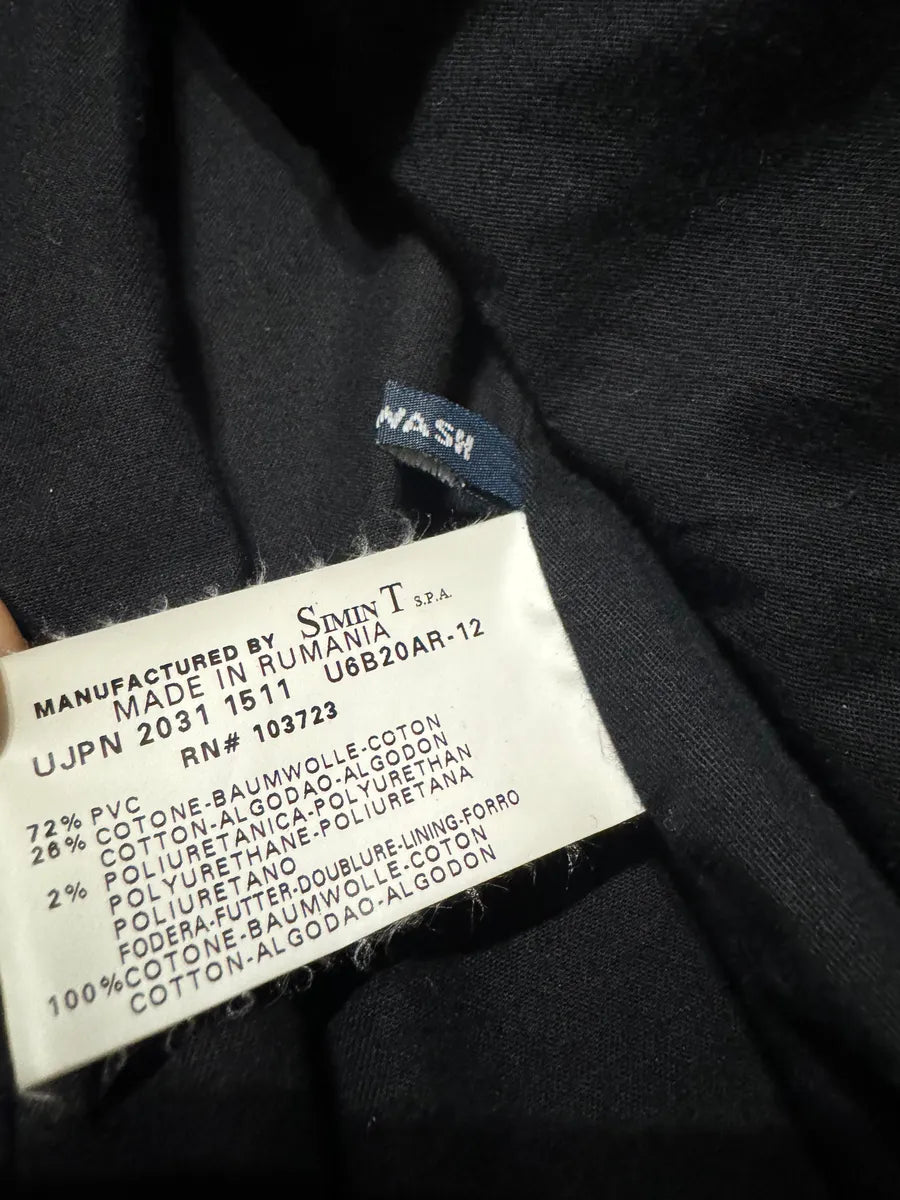 WASH
MANUFACTURED BY SIMIN T S.P.A.
MADE IN RUMANIA
UJPN 2031 1511 U6B20AR-12
RN# 103723
72% PVC
26% COTONE-BAUMWOLLE-COTON
COTTON-ALGODAO-ALGODON
2% POLIURETANICA-POLYURETHAN
POLYURETHANE-POLIURETANA
POLIURETANO
FODERA-FUTTER-DOUBLURE-LINING-FORRO
100%COTONE-BAUMWOLLE-COTON
COTTON-ALGODAO-ALGODON